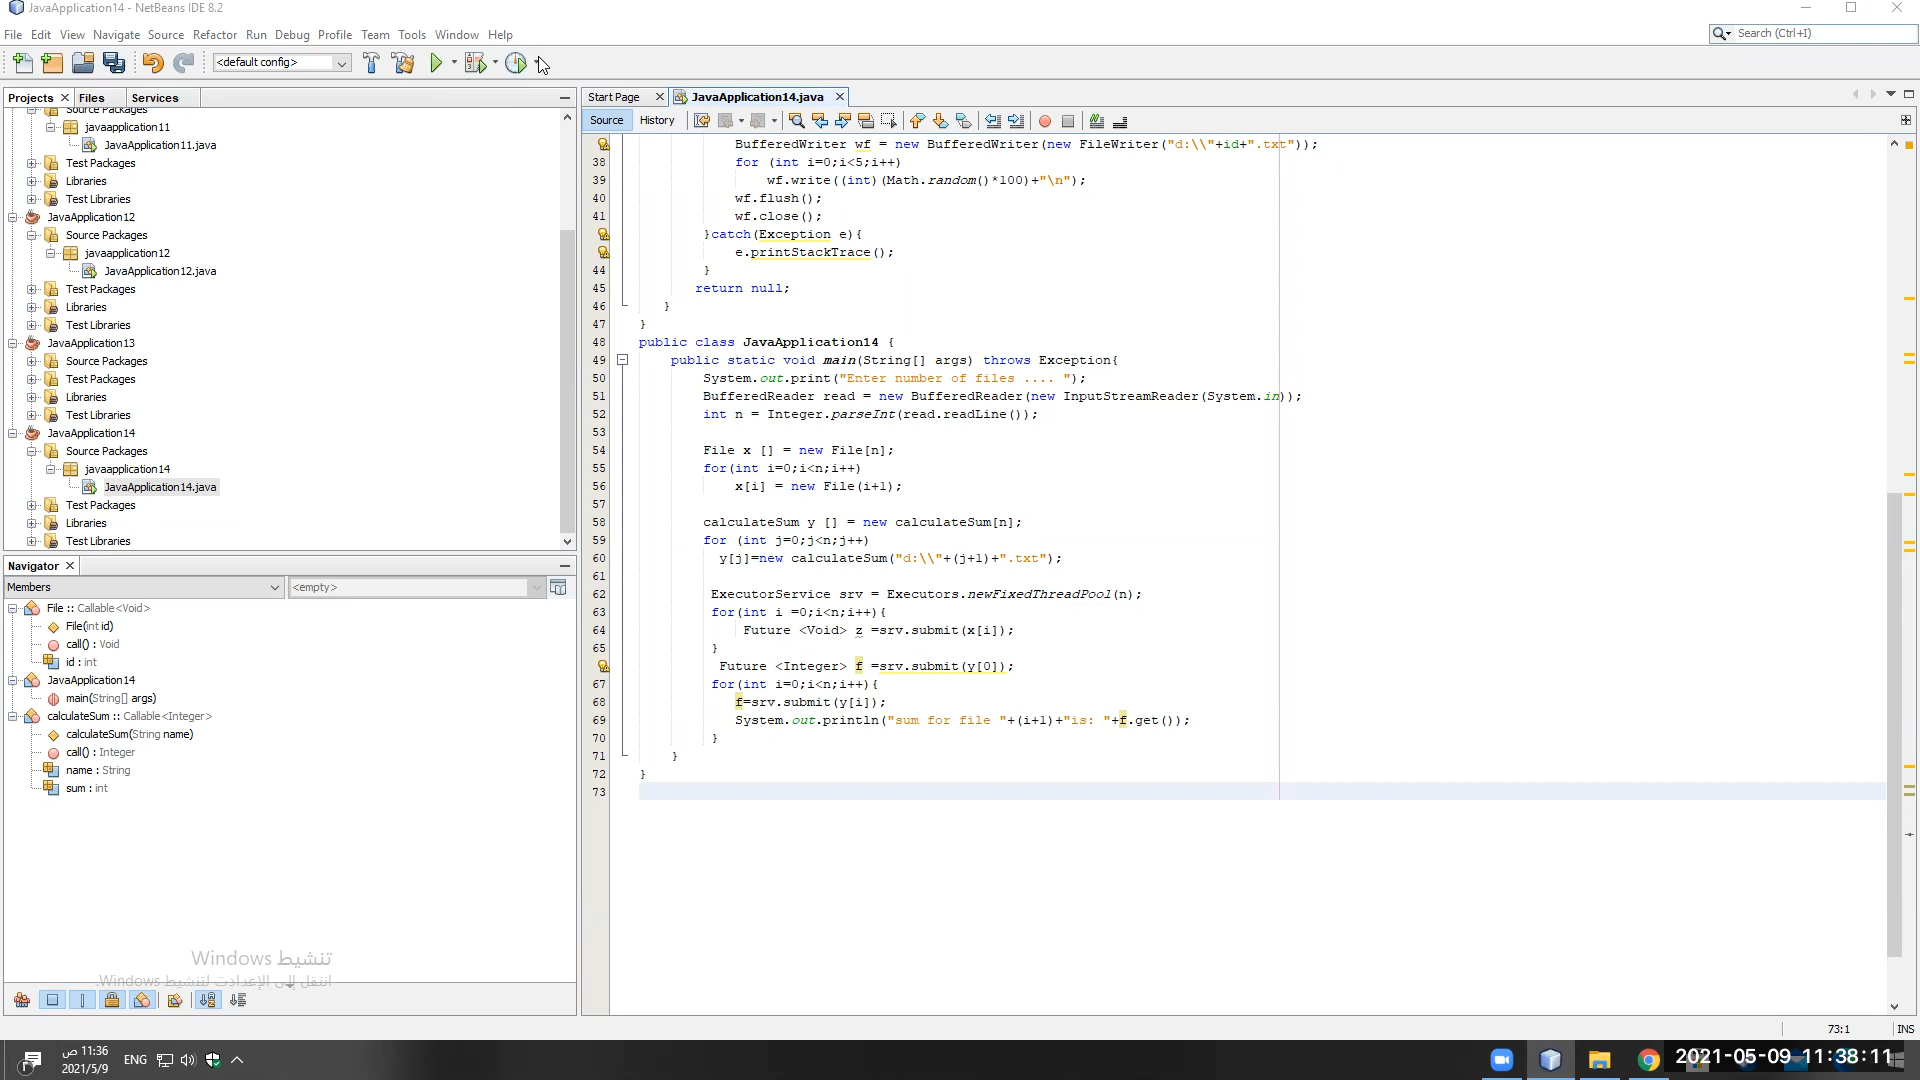 JavaApplication14 - NetBeans IDE 8.2
File Edit View Navigate Source Refactor Run Debug Profile Team Tools Window Help
Search (Ctrl+I)
<default config>
Projects Files Services
Source Packages
javaapplication11
JavaApplication11.java
Test Packages
Libraries
Test Libraries
JavaApplication12
Source Packages
javaapplication12
JavaApplication12.java
Test Packages
Libraries
Test Libraries
JavaApplication13
Source Packages
Test Packages
Libraries
Test Libraries
JavaApplication14
Source Packages
javaapplication14
JavaApplication14.java
Test Packages
Libraries
Test Libraries
Navigator
Members
<empty>
File :: Callable<Void>
File(int id)
call() : Void
id : int
JavaApplication14
main(String[] args)
calculateSum :: Callable<Integer>
calculateSum(String name)
call() : Integer
name : String
sum : int
تنشيط Windows
انتقل إلى الإعدادات لتنشيط Windows.
Start Page JavaApplication14.java
Source History
BufferedWriter wf = new BufferedWriter(new FileWriter("d:\\"+id+".txt"));
38 for (int i=0;i<5;i++)
39 wf.write((int)(Math.random()*100)+"\n");
40 wf.flush();
41 wf.close();
}catch(Exception e){
e.printStackTrace();
44 }
45 return null;
46 }
47 }
48 public class JavaApplication14 {
49 public static void main(String[] args) throws Exception{
50 System.out.print("Enter number of files .... ");
51 BufferedReader read = new BufferedReader(new InputStreamReader(System.in));
52 int n = Integer.parseInt(read.readLine());
53
54 File x [] = new File[n];
55 for(int i=0;i<n;i++)
56 x[i] = new File(i+1);
57
58 calculateSum y [] = new calculateSum[n];
59 for (int j=0;j<n;j++)
60 y[j]=new calculateSum("d:\\"+(j+1)+".txt");
61
62 ExecutorService srv = Executors.newFixedThreadPool(n);
63 for(int i =0;i<n;i++){
64 Future <Void> z =srv.submit(x[i]);
65 }
Future <Integer> f =srv.submit(y[0]);
67 for(int i=0;i<n;i++){
68 f=srv.submit(y[i]);
69 System.out.println("sum for file "+(i+1)+"is: "+f.get());
70 }
71 }
72 }
73
73:1 INS
11:36 ص
2021/5/9
ENG
2021-05-09 11:38:11